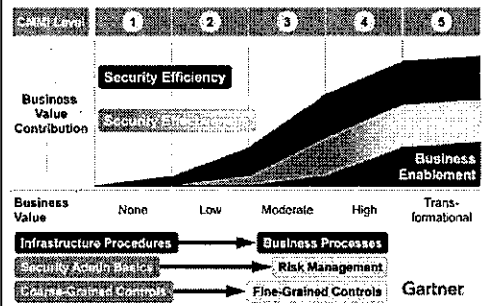 CMMI Level 1 2 3 4 5
Security Efficiency
Security Effectiveness
Business
Value
Contribution
Business
Enablement
Business
Value
None Low Moderate High Trans-
formational
Infrastructure Procedures Business Processes
Security Admin Basics Risk Management
Coarse-Grained Controls Fine-Grained Controls
Gartner